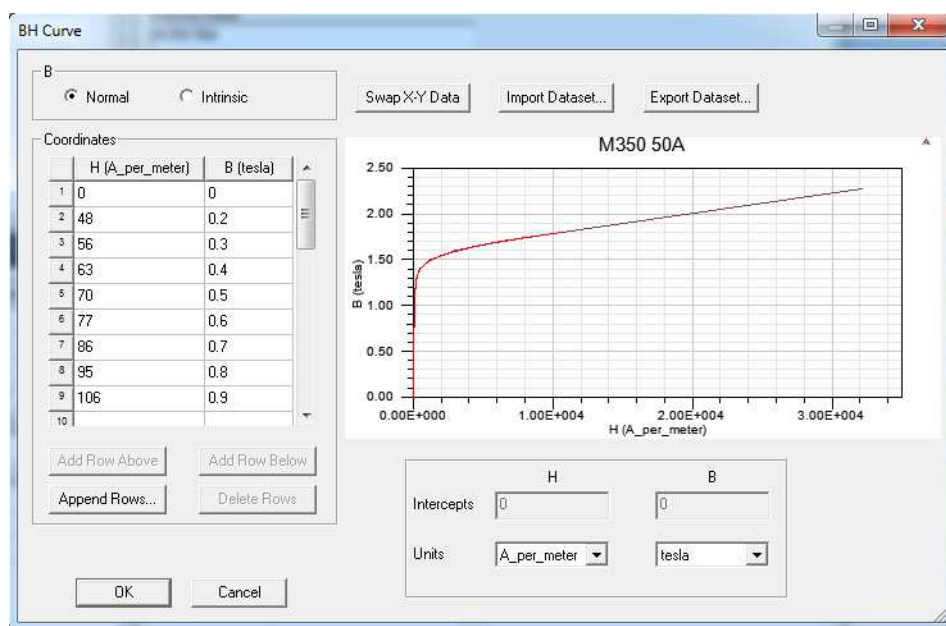 BH Curve
B
Normal Intrinsic
Swap X-Y Data Import Dataset... Export Dataset...
Coordinates
H (A_per_meter) B (tesla)
1 0 0
2 48 0.2
3 56 0.3
4 63 0.4
5 70 0.5
6 77 0.6
7 86 0.7
8 95 0.8
9 106 0.9
10
Add Row Above Add Row Below
Append Rows... Delete Rows
OK Cancel
M350 50A
2.50
2.00
1.50
1.00
0.50
0.00
B (tesla)
0.00E+000 1.00E+004 2.00E+004 3.00E+004
H (A_per_meter)
H B
Intercepts 0 0
Units A_per_meter tesla